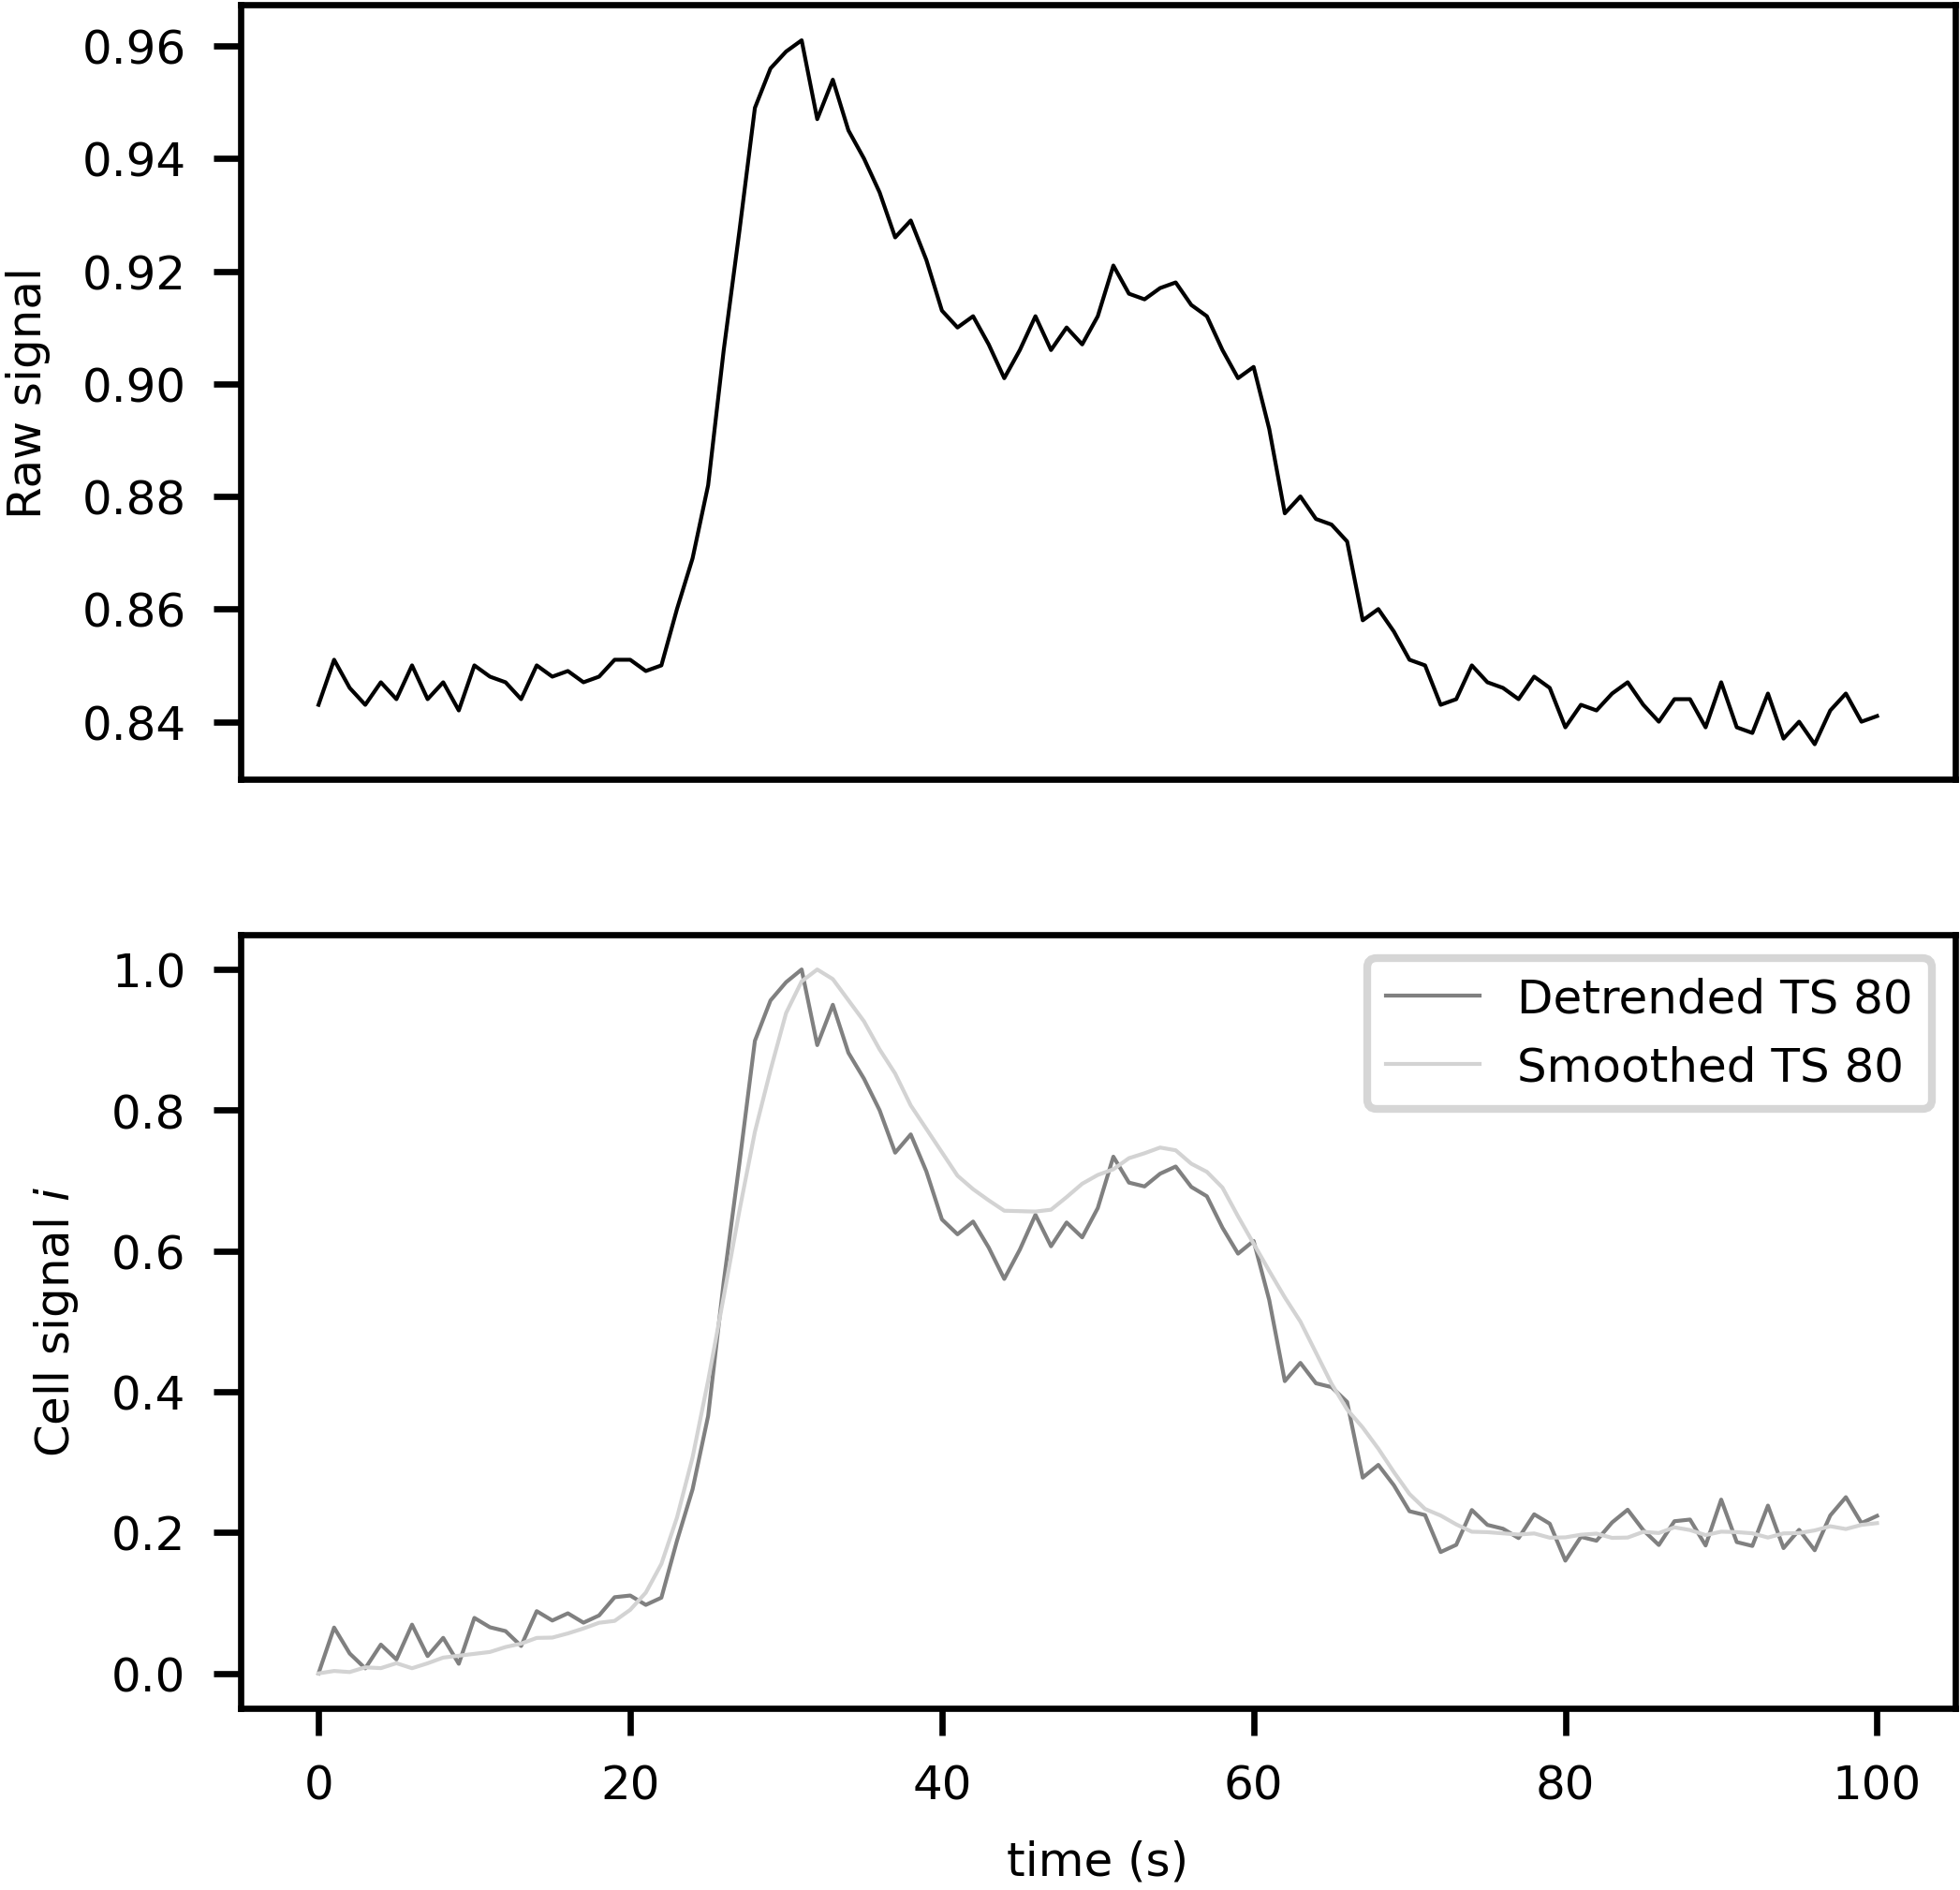 0.96
0.94
0.92
0.90
0.88
0.86
0.84
Raw signal
1.0
0.8
0.6
0.4
0.2
0.0
Cell signal i
Detrended TS 80
Smoothed TS 80
0 20 40 60 80 100
time (s)